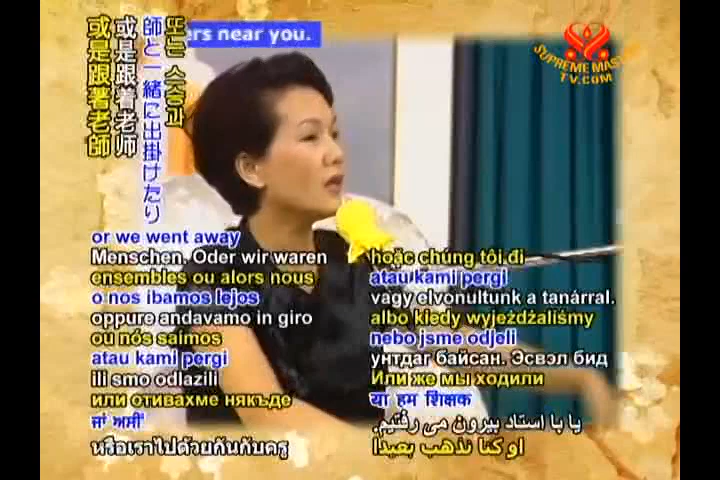 ers near you.
SUPREME MAS
TV.COM
또는 스승과
師と一緒に出掛けたり
或是跟着老师
或是跟著老師
or we went away
Menschen. Oder wir waren
ensembles ou alors nous
o nos íbamos lejos
oppure andavamo in giro
ou nós saímos
atau kami pergi
ili smo odlazili
или отивахме някъде
ਜਾਂ ਅਸੀਂ
หรือเราไปด้วยกันกับครู
hoặc chúng tôi đi
atau kami pergi
vagy elvonultunk a tanárral.
albo kiedy wyjeżdżaliśmy
nebo jsme odjeli
унтдаг байсан. Эсвэл бид
Или же мы ходили
या हम शिक्षक
یا با استاد بیرون می رفتیم.
او كنا نذهب بعيدا